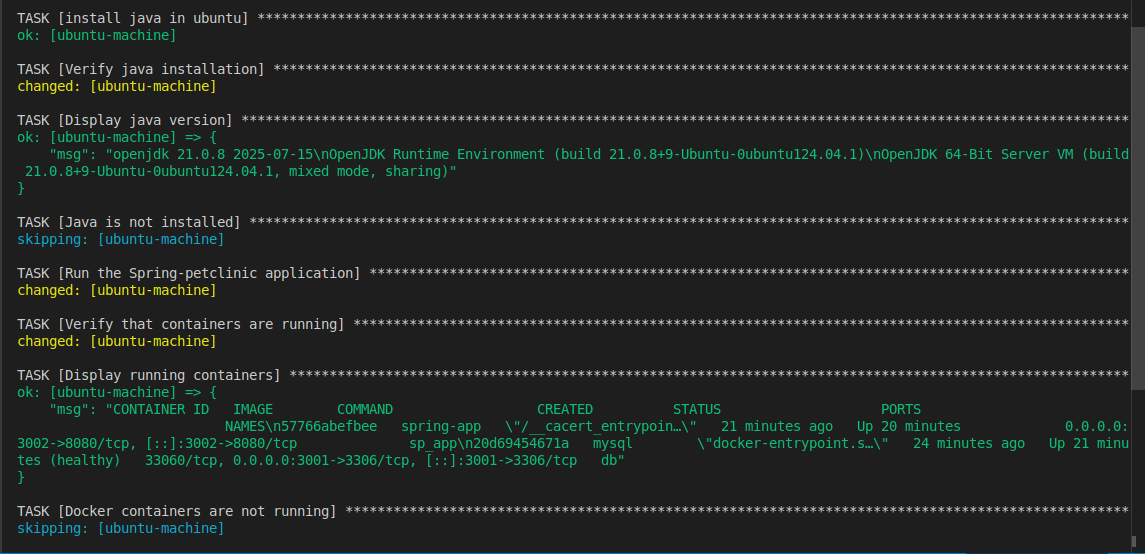 TASK [install java in ubuntu] *************************************************************************************************************
ok: [ubuntu-machine]
TASK [Verify java installation] ***********************************************************************************************************
changed: [ubuntu-machine]
TASK [Display java version] ***************************************************************************************************************
ok: [ubuntu-machine] => {
    "msg": "openjdk 21.0.8 2025-07-15\nOpenJDK Runtime Environment (build 21.0.8+9-Ubuntu-0ubuntu124.04.1)\nOpenJDK 64-Bit Server VM (build
 21.0.8+9-Ubuntu-0ubuntu124.04.1, mixed mode, sharing)"
}
TASK [Java is not installed] **************************************************************************************************************
skipping: [ubuntu-machine]
TASK [Run the Spring-petclinic application] ***********************************************************************************************
changed: [ubuntu-machine]
TASK [Verify that containers are running] *************************************************************************************************
changed: [ubuntu-machine]
TASK [Display running containers] *********************************************************************************************************
ok: [ubuntu-machine] => {
    "msg": "CONTAINER ID   IMAGE        COMMAND                  CREATED          STATUS                    PORTS
                          NAMES\n57766abefbee   spring-app   \"/__cacert_entrypoin…\"   21 minutes ago   Up 20 minutes             0.0.0.0:
3002->8080/tcp, [::]:3002->8080/tcp              sp_app\n20d69454671a   mysql        \"docker-entrypoint.s…\"   24 minutes ago   Up 21 minu
tes (healthy)   33060/tcp, 0.0.0.0:3001->3306/tcp, [::]:3001->3306/tcp   db"
}
TASK [Docker containers are not running] **************************************************************************************************
skipping: [ubuntu-machine]